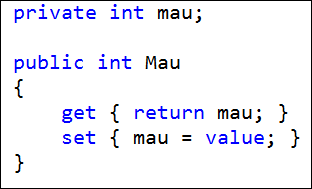 private int mau;
public int Mau
{
    get { return mau; }
    set { mau = value; }
}